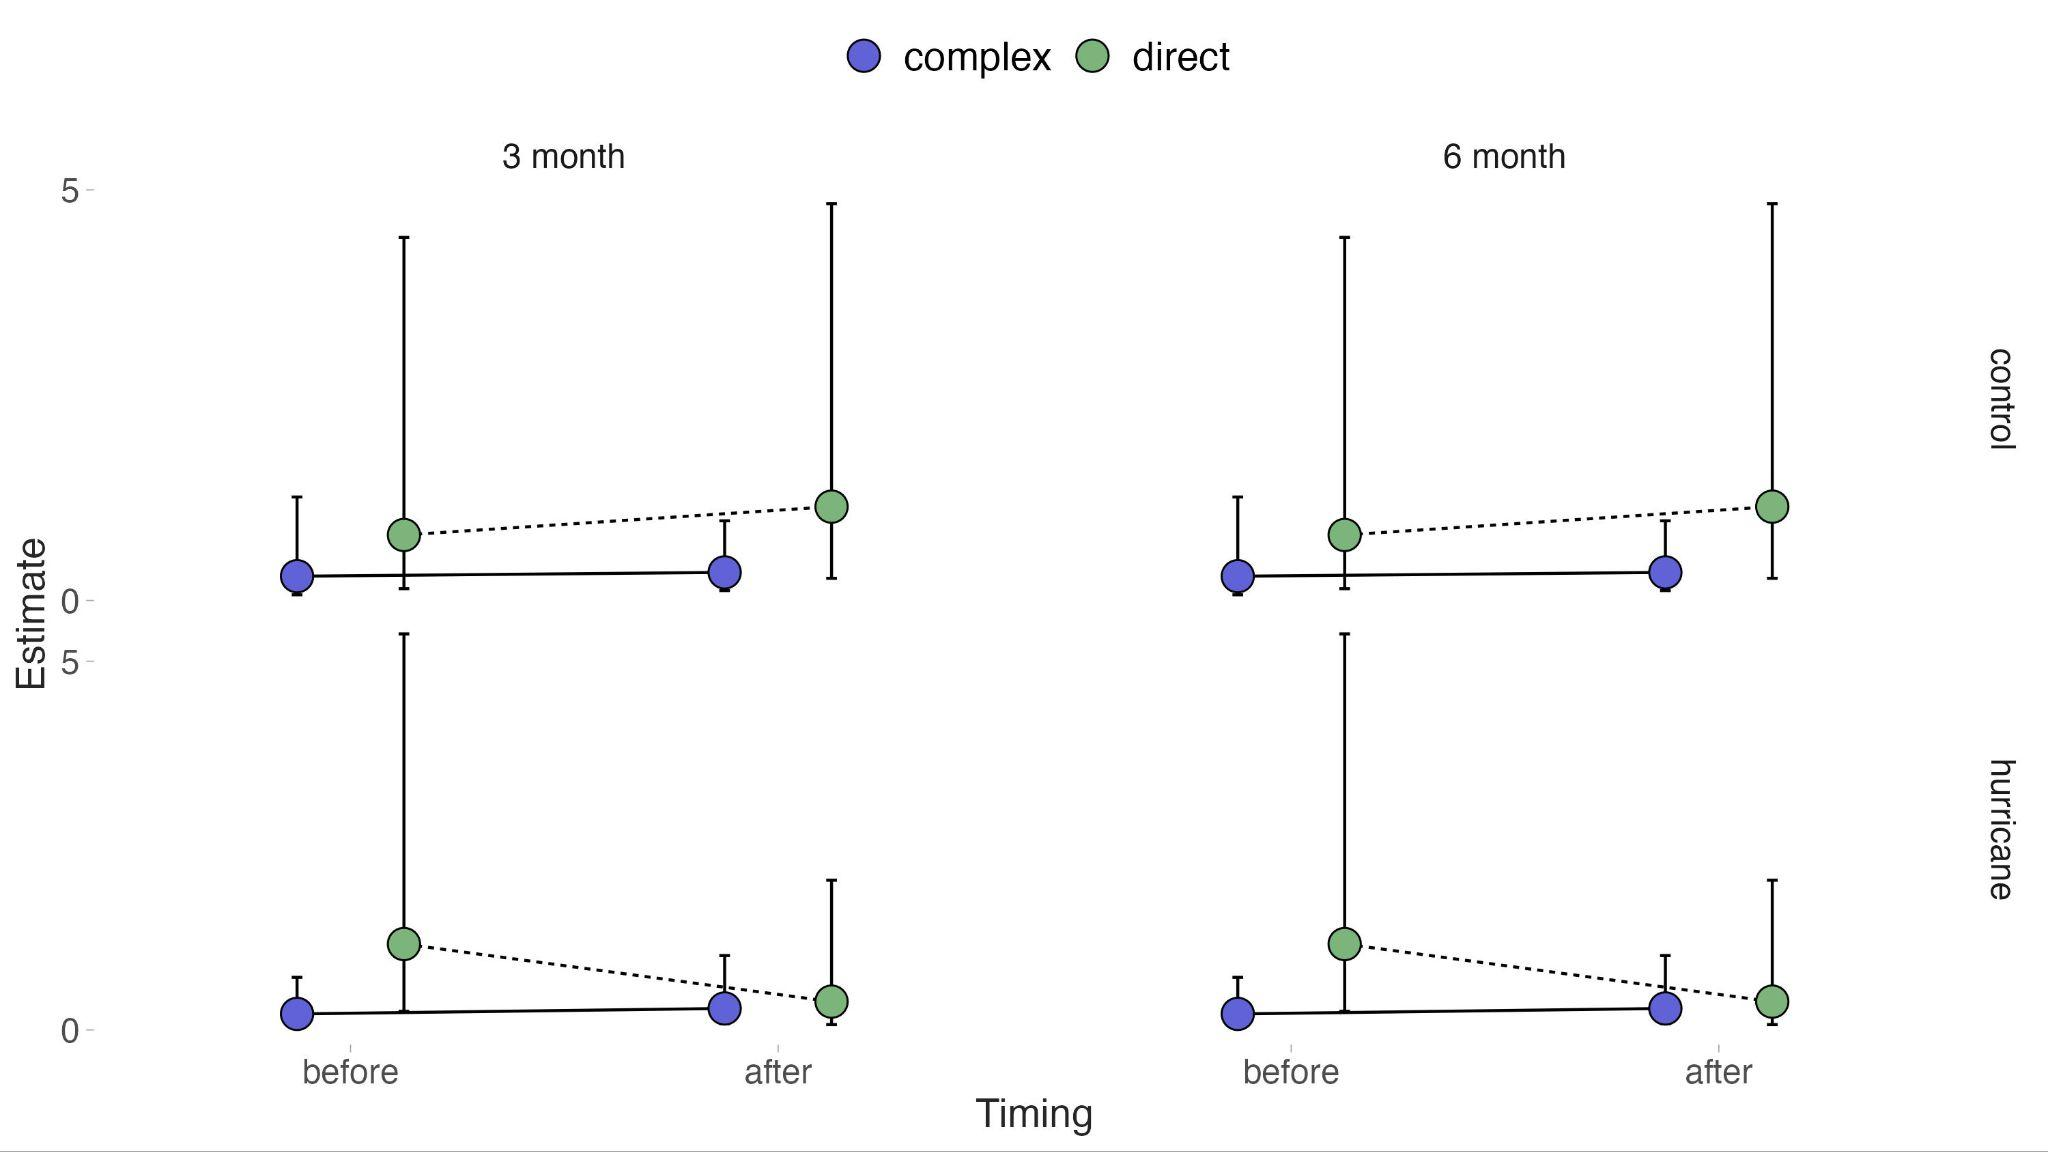 complex direct
3 month 6 month
5
control
0
Estimate
5
hurricane
0
before after before after
Timing